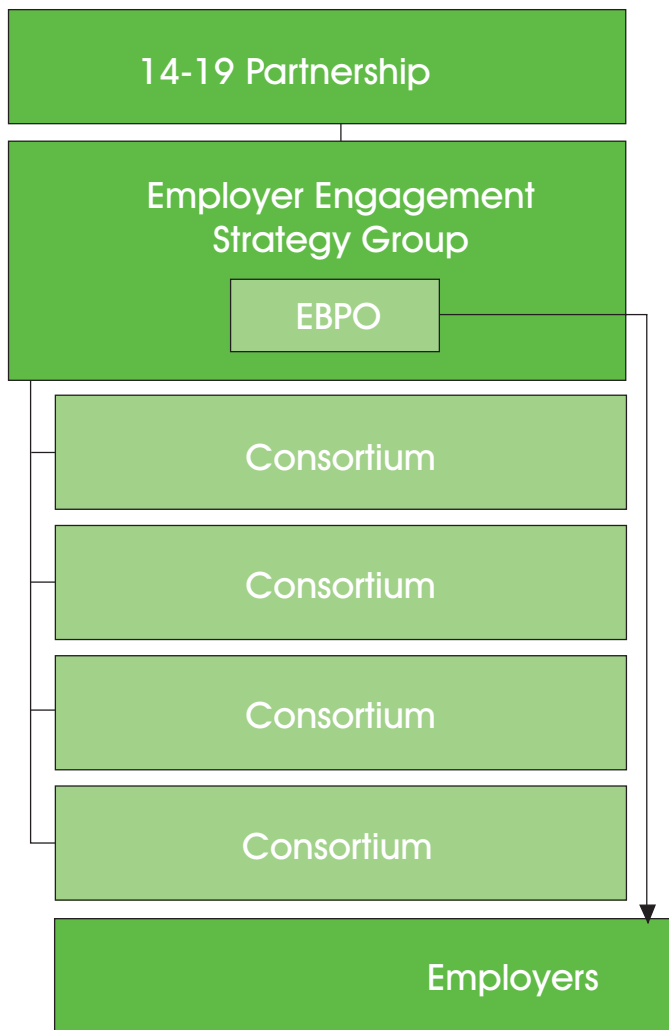 14-19 Partnership
Employer Engagement
Strategy Group
EBPO
Consortium
Consortium
Consortium
Consortium
Employers